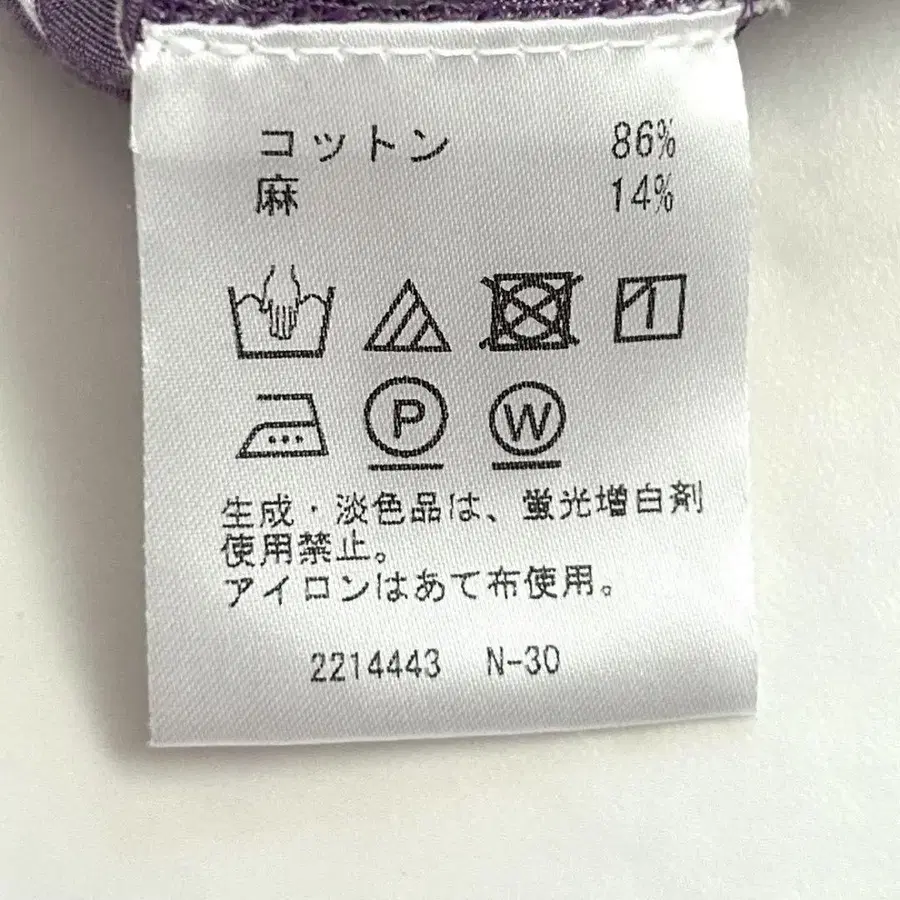 コットン 86%
麻 14%
P W
生成・淡色品は、蛍光増白剤
使用禁止。
アイロンはあて布使用。
2214443 N-30